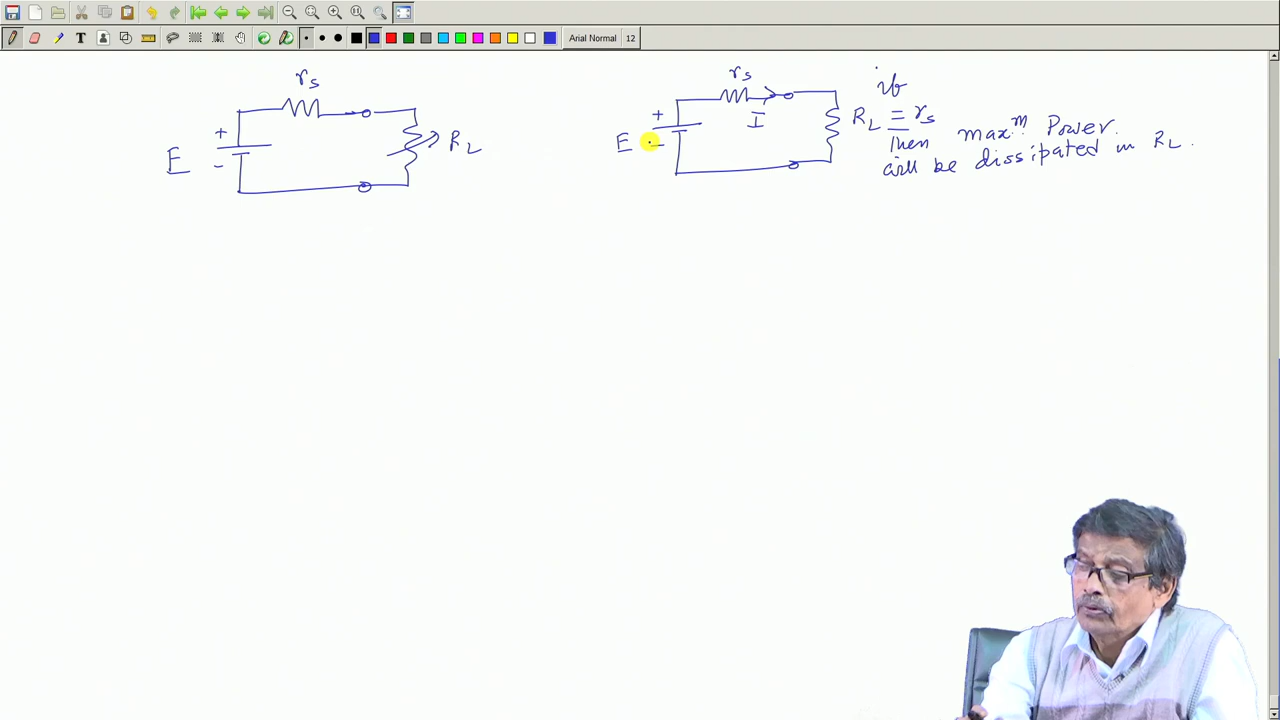 T
Arial Normal 12
r_s
+
E
-
R_L
r_s
+
I
E
-
if
R_L = r_s
Then max^m Power
will be dissipated in R_L.